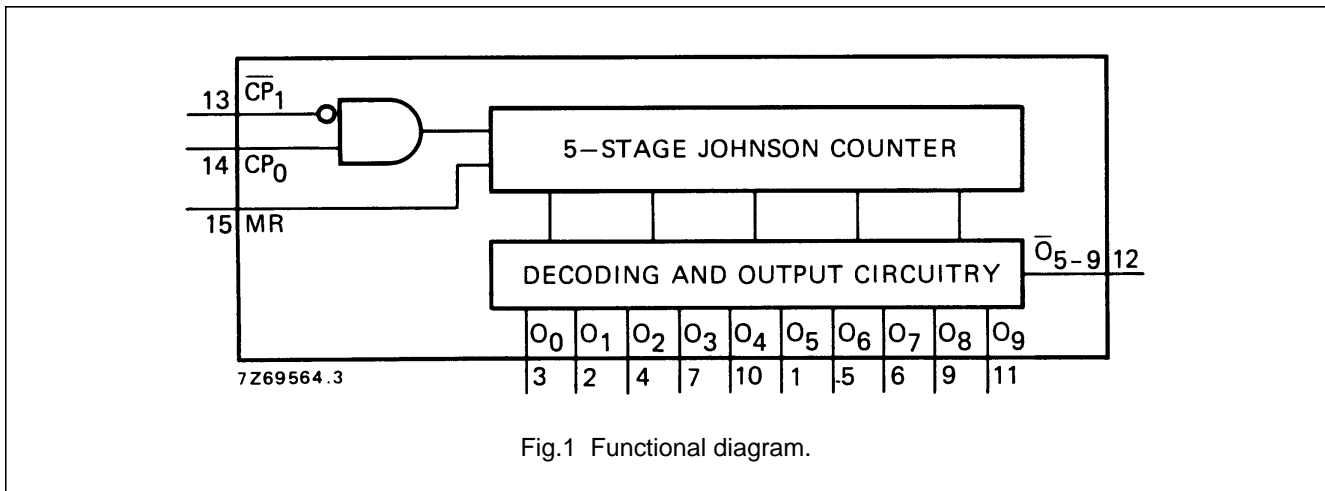 13 C̅P̅₁
14 CP₀
15 MR
5–STAGE JOHNSON COUNTER
DECODING AND OUTPUT CIRCUITRY
O̅₅₋₉ 12
O₀ O₁ O₂ O₃ O₄ O₅ O₆ O₇ O₈ O₉
3 2 4 7 10 1 5 6 9 11
7Z69564.3
Fig.1 Functional diagram.